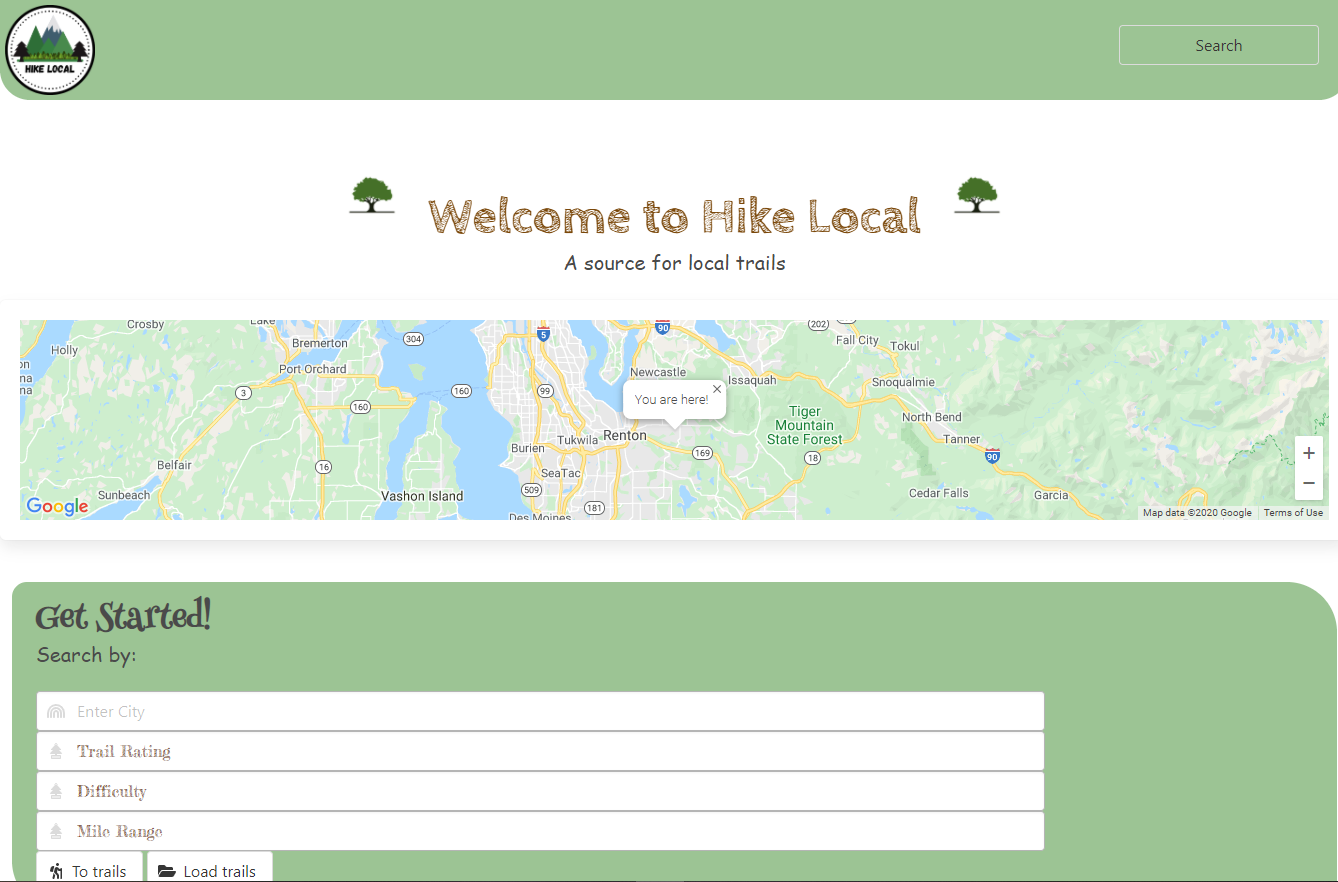 HIKE LOCAL
Search
Welcome to Hike Local
A source for local trails
Crosby
Lake
Bremerton
304
5
90
202
Fall City
Tokul
Holly
Port Orchard
Newcastle
Issaquah
Snoqualmie
on
na
na
3
160
160
99
You are here!
Tiger
Mountain
State Forest
North Bend
Tanner
Tukwila
Renton
Burien
169
18
90
Belfair
16
SeaTac
Sunbeach
Vashon Island
509
Cedar Falls
Garcia
181
Des Moines
Google
Map data ©2020 Google
Terms of Use
Get Started!
Search by:
Enter City
Trail Rating
Difficulty
Mile Range
To trails
Load trails